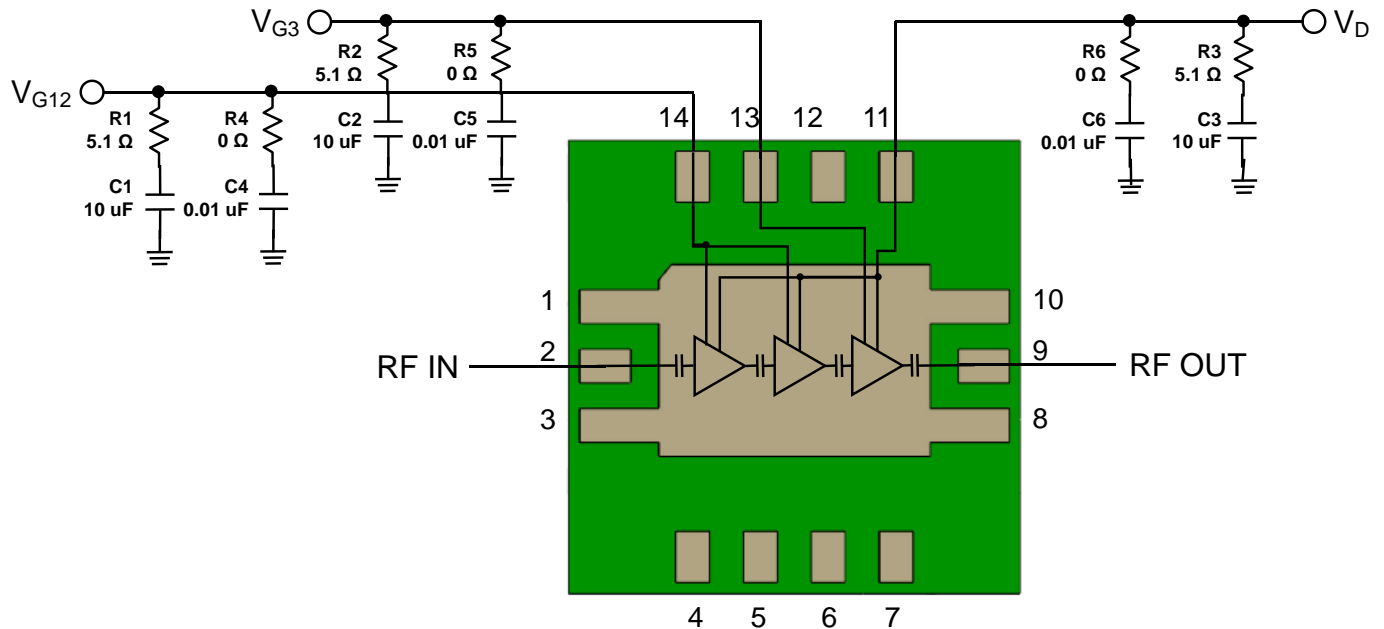 VG3
VD
R2
5.1 Ω
R5
0 Ω
R6
0 Ω
R3
5.1 Ω
VG12
R1
5.1 Ω
R4
0 Ω
C2
10 uF
C5
0.01 uF
C6
0.01 uF
C3
10 uF
C1
10 uF
C4
0.01 uF
14 13 12 11
1
10
2
9
RF IN
RF OUT
3
8
4 5 6 7